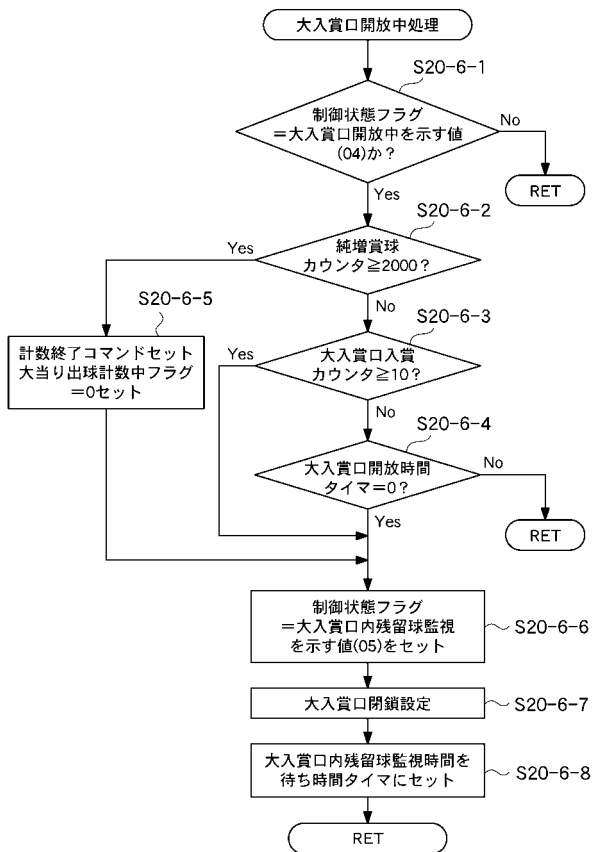 大入賞口開放中処理
S20-6-1
制御状態フラグ
＝大入賞口開放中を示す値
(04)か？
No
RET
Yes
S20-6-2
純増賞球
カウンタ≧2000？
Yes
No
S20-6-5
計数終了コマンドセット
大当り出球計数中フラグ
＝0セット
S20-6-3
大入賞口入賞
カウンタ≧10？
Yes
No
S20-6-4
大入賞口開放時間
タイマ＝0？
No
RET
Yes
制御状態フラグ
＝大入賞口内残留球監視
を示す値(05)をセット
S20-6-6
大入賞口閉鎖設定
S20-6-7
大入賞口内残留球監視時間を
待ち時間タイマにセット
S20-6-8
RET